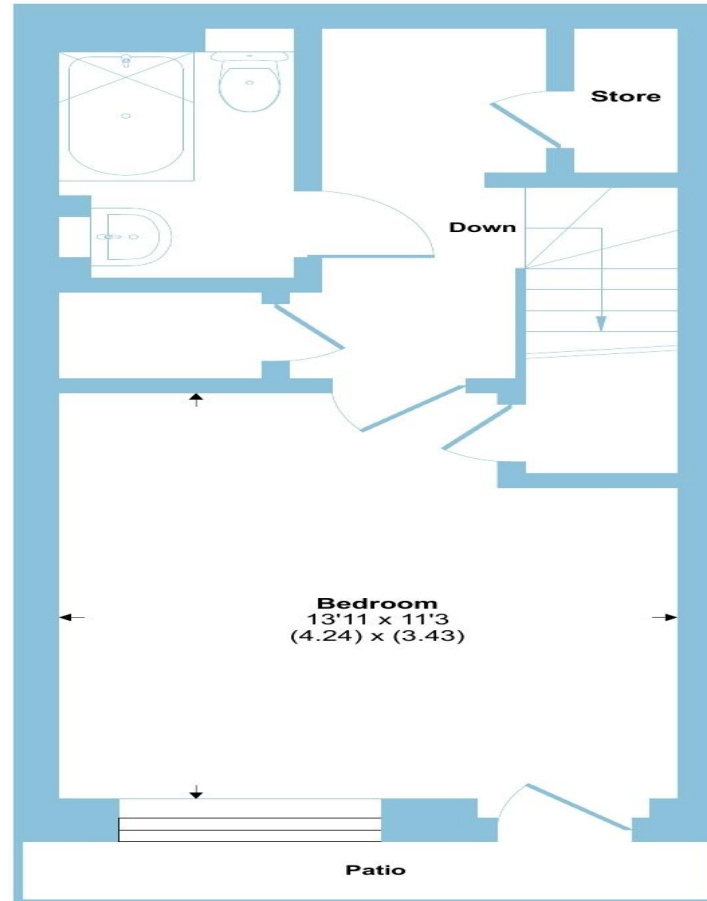 Store
Down
Bedroom
13'11 x 11'3
(4.24) x (3.43)
Patio